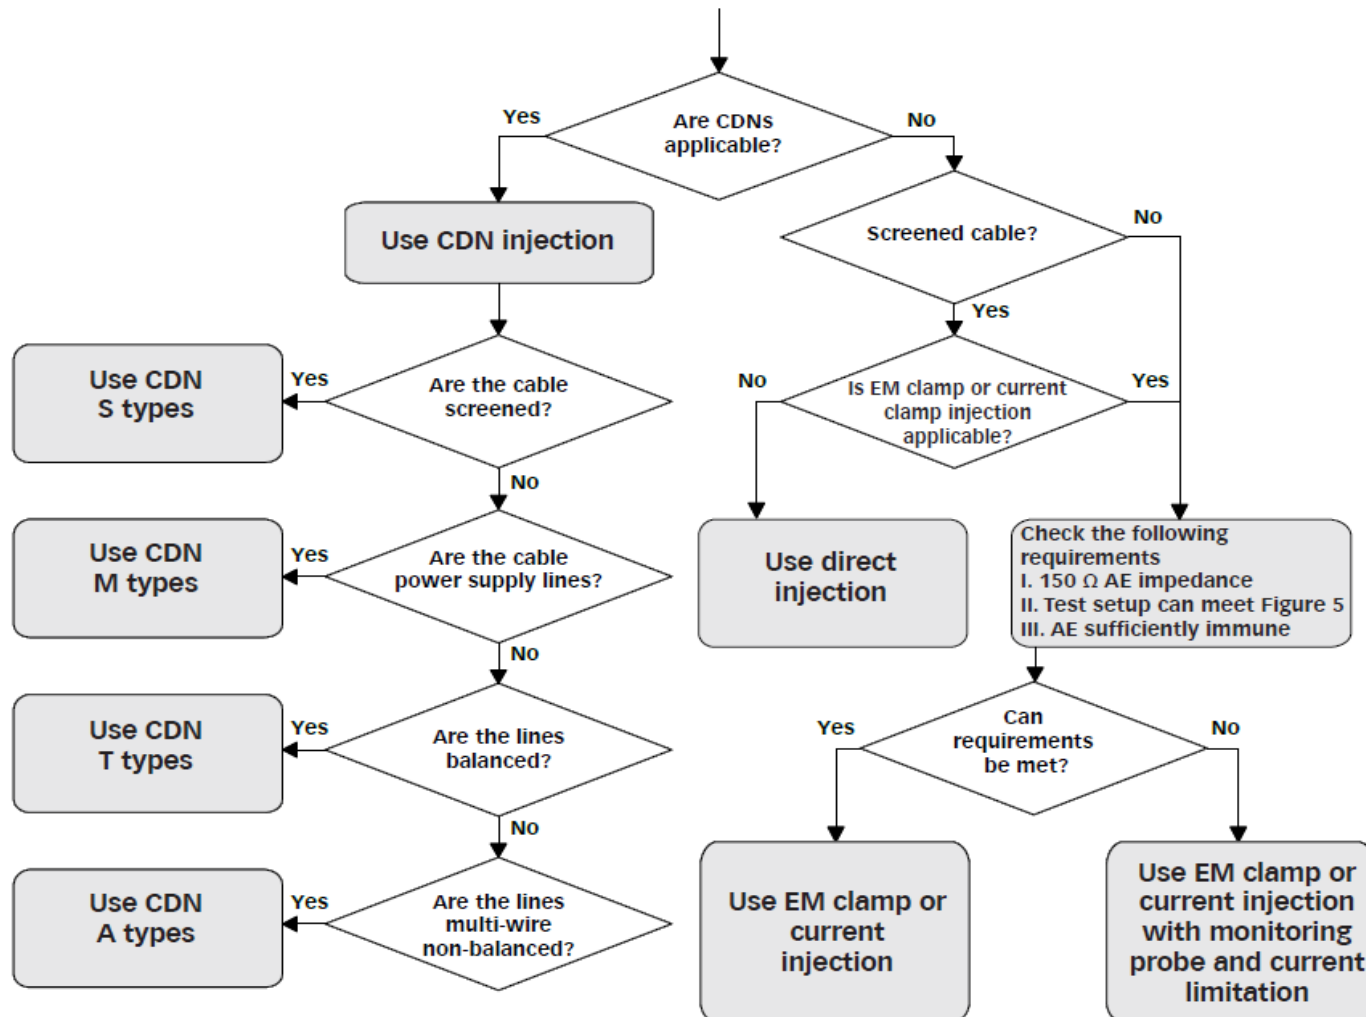 Are CDNs
applicable?
Yes
No
Use CDN injection
Screened cable?
No
Yes
Are the cable
screened?
Yes
Use CDN
S types
No
Is EM clamp or current
clamp injection
applicable?
No
Yes
Are the cable
power supply lines?
Yes
Use CDN
M types
No
Use direct
injection
Check the following
requirements
I. 150 Ω AE impedance
II. Test setup can meet Figure 5
III. AE sufficiently immune
Are the lines
balanced?
Yes
Use CDN
T types
No
Can
requirements
be met?
Yes
No
Are the lines
multi-wire
non-balanced?
Yes
Use CDN
A types
Use EM clamp or
current
injection
Use EM clamp or
current injection
with monitoring
probe and current
limitation